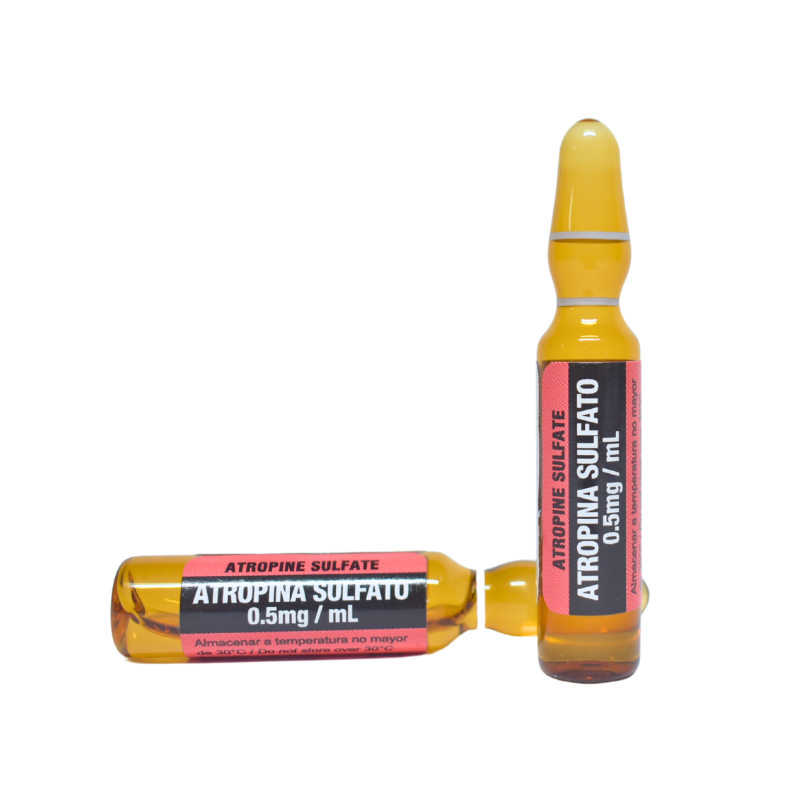 ATROPINE SULFATE
ATROPINA SULFATO
0.5mg / mL
Almacenar a temperatura no mayor
de 30°C / Do not store over 30°C
ATROPINE SULFATE
ATROPINA SULFATO
0.5mg / mL
Almacenar a temperatura no mayor